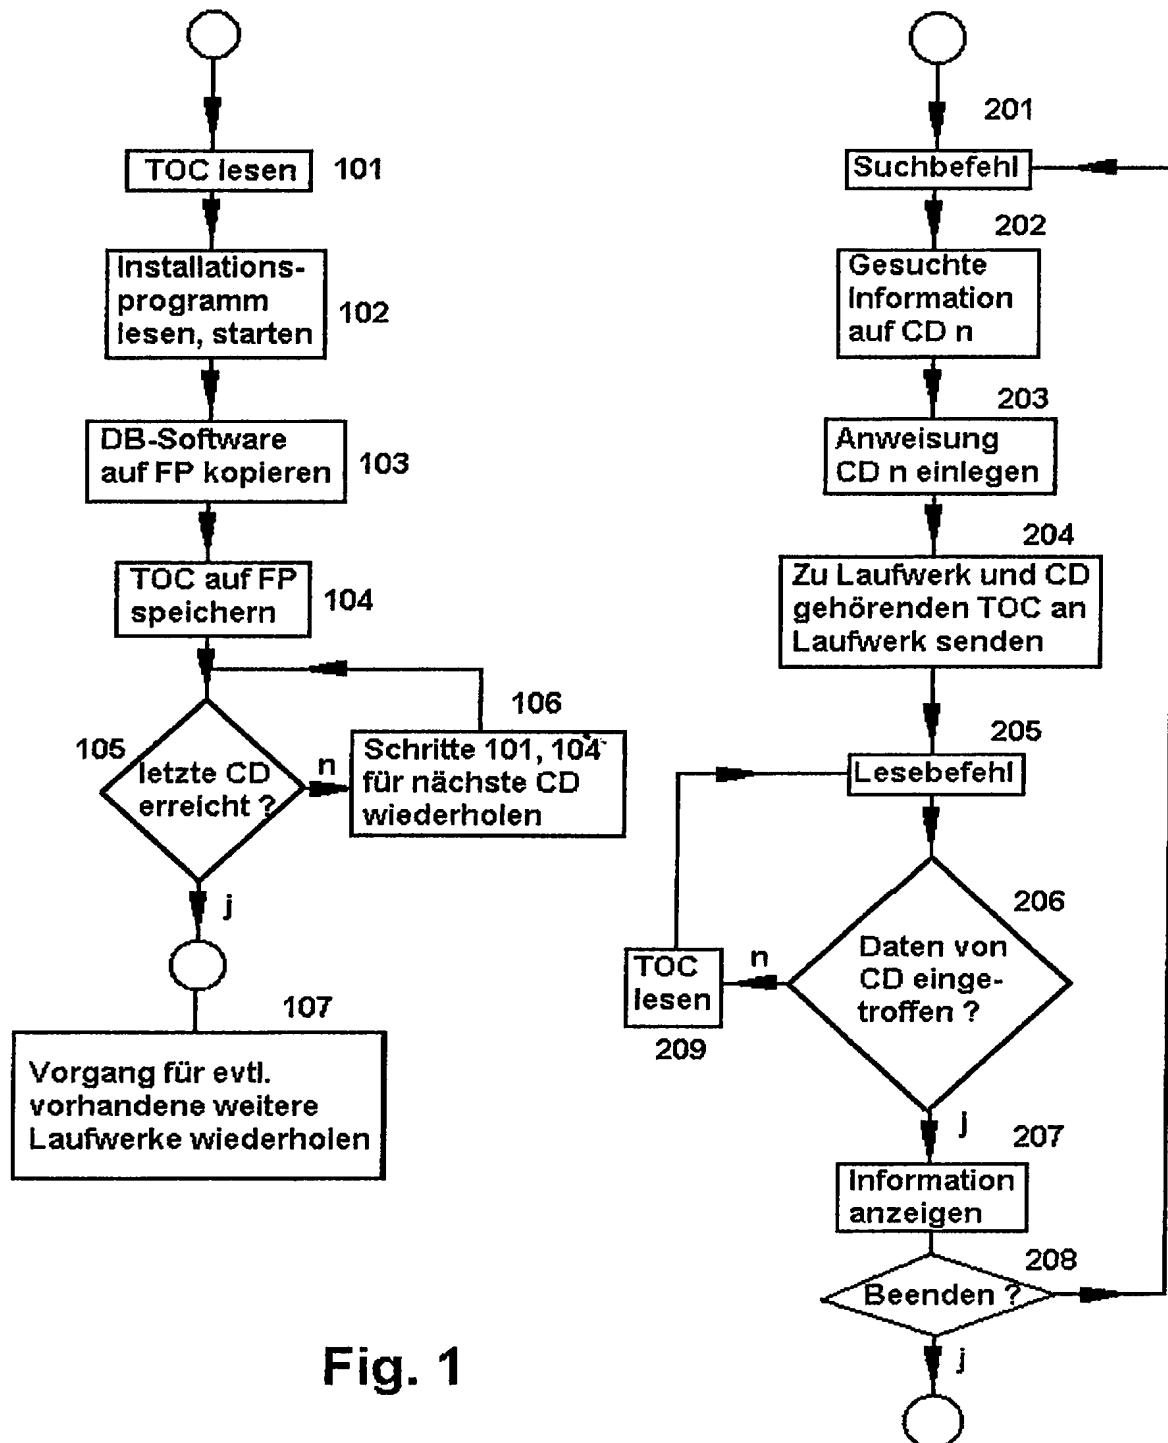 TOC lesen
101
Installations-
programm
lesen, starten
102
DB-Software
auf FP kopieren
103
TOC auf FP
speichern
104
105
letzte CD
erreicht ?
n
106
Schritte 101, 104
für nächste CD
wiederholen
j
107
Vorgang für evtl.
vorhandene weitere
Laufwerke wiederholen
201
Suchbefehl
202
Gesuchte
Information
auf CD n
203
Anweisung
CD n einlegen
204
Zu Laufwerk und CD
gehörenden TOC an
Laufwerk senden
205
Lesebefehl
206
Daten von
CD einge-
troffen ?
n
TOC
lesen
209
j
207
Information
anzeigen
208
Beenden ?
j
Fig. 1